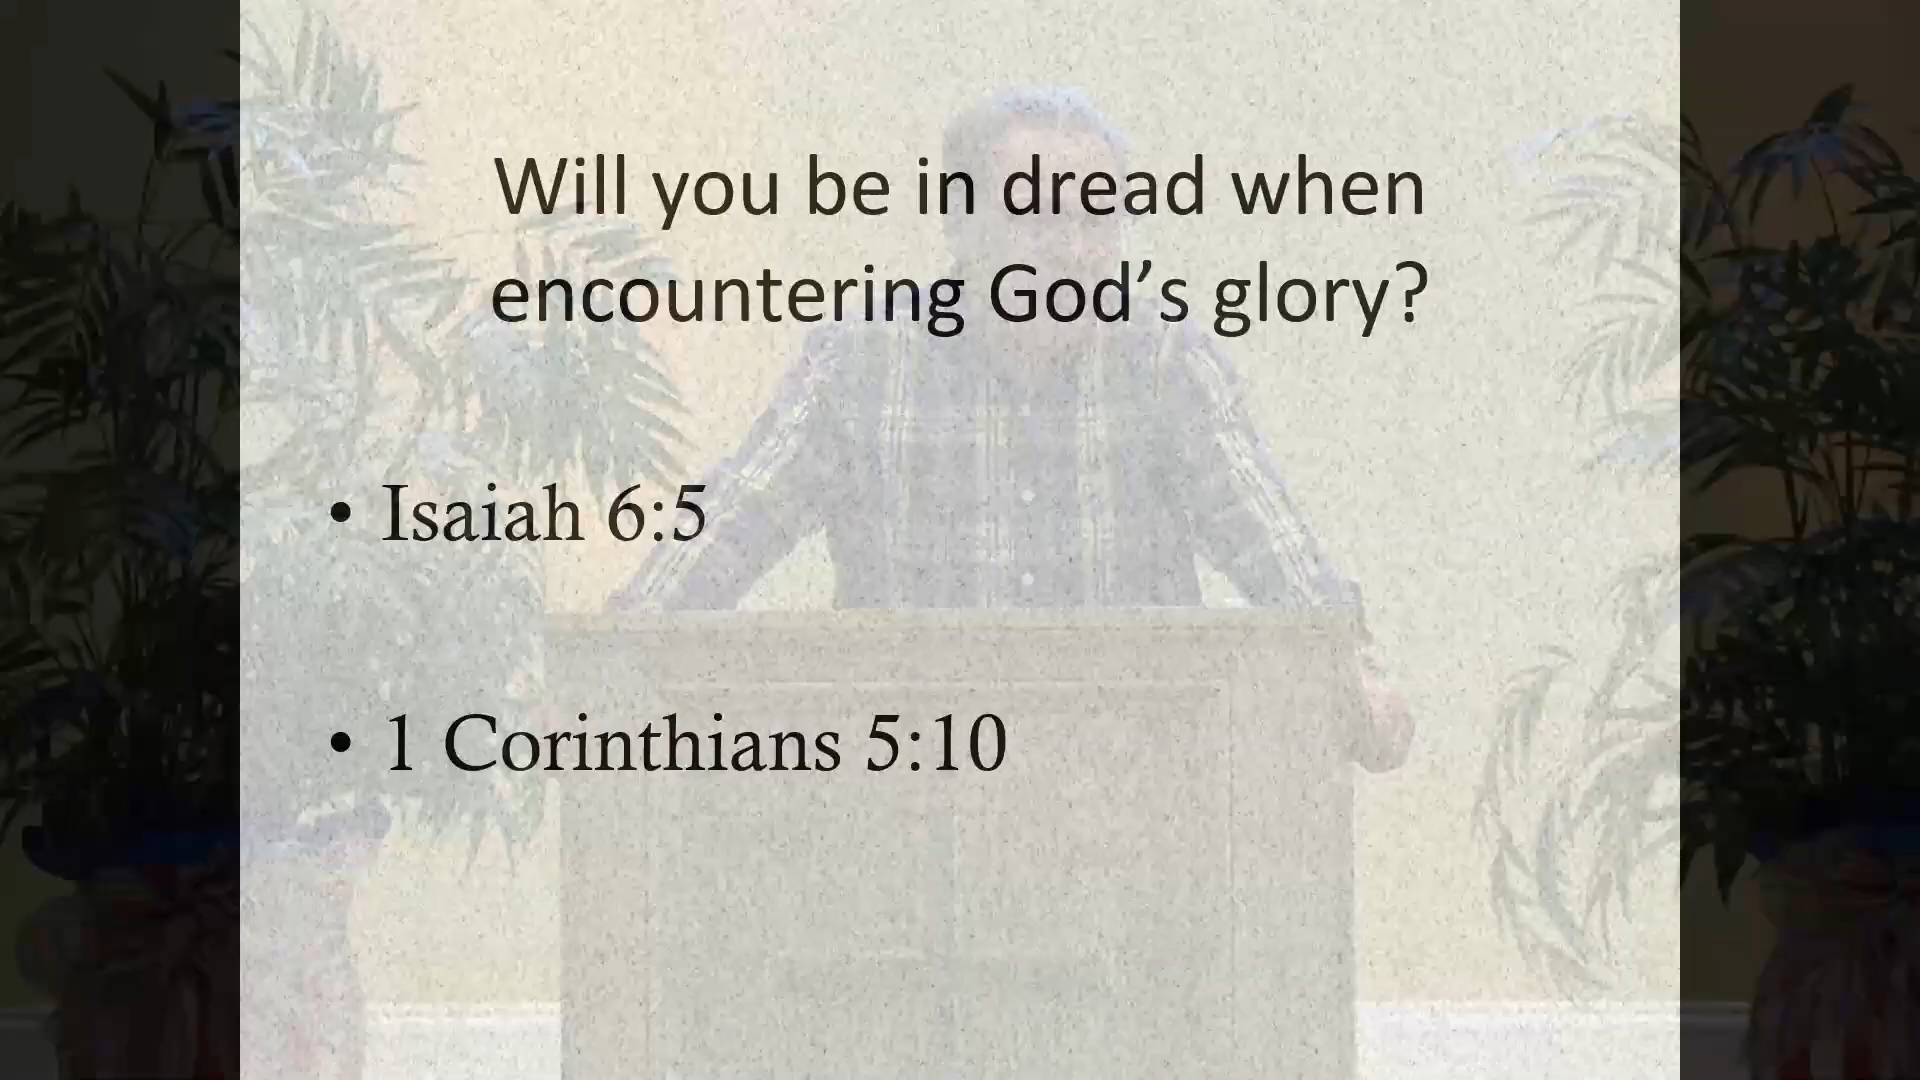 Will you be in dread when
encountering God’s glory?
• Isaiah 6:5
• 1 Corinthians 5:10